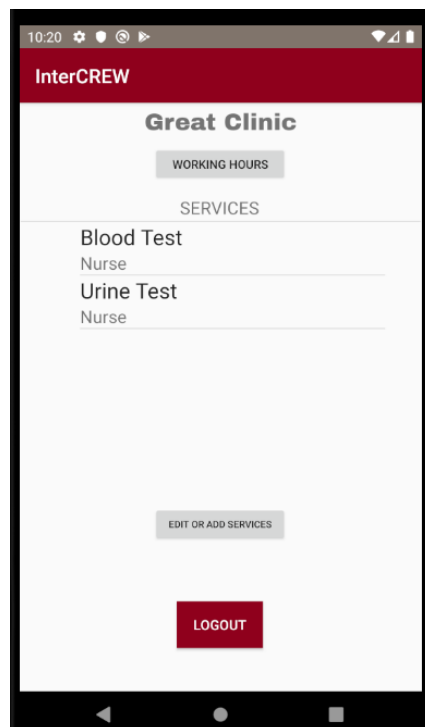 10:20
InterCREW
Great Clinic
WORKING HOURS
SERVICES
Blood Test
Nurse
Urine Test
Nurse
EDIT OR ADD SERVICES
LOGOUT